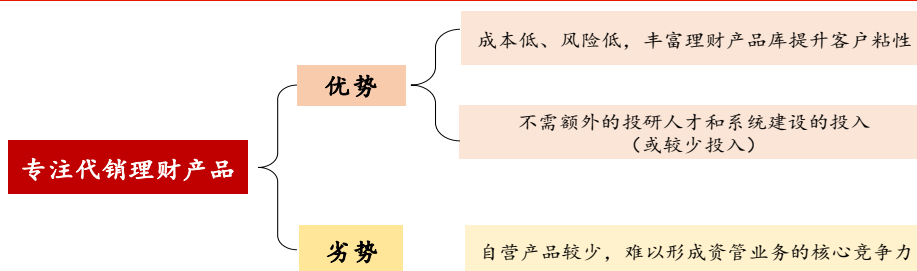 成本低、风险低，丰富理财产品库提升客户粘性
优势
不需额外的投研人才和系统建设的投入
（或较少投入）
专注代销理财产品
劣势
自营产品较少，难以形成资管业务的核心竞争力